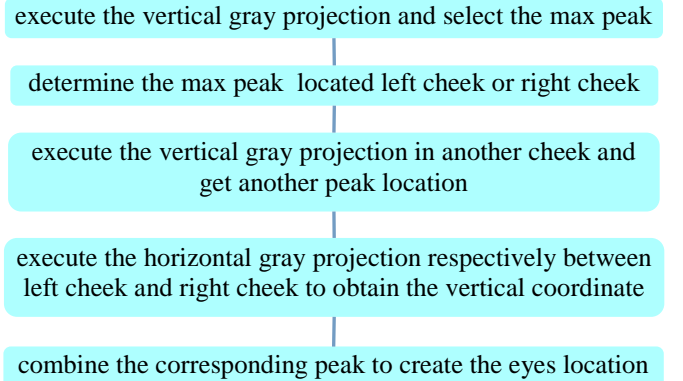 execute the vertical gray projection and select the max peak
determine the max peak located left cheek or right cheek
execute the vertical gray projection in another cheek and
get another peak location
execute the horizontal gray projection respectively between
left cheek and right cheek to obtain the vertical coordinate
combine the corresponding peak to create the eyes location